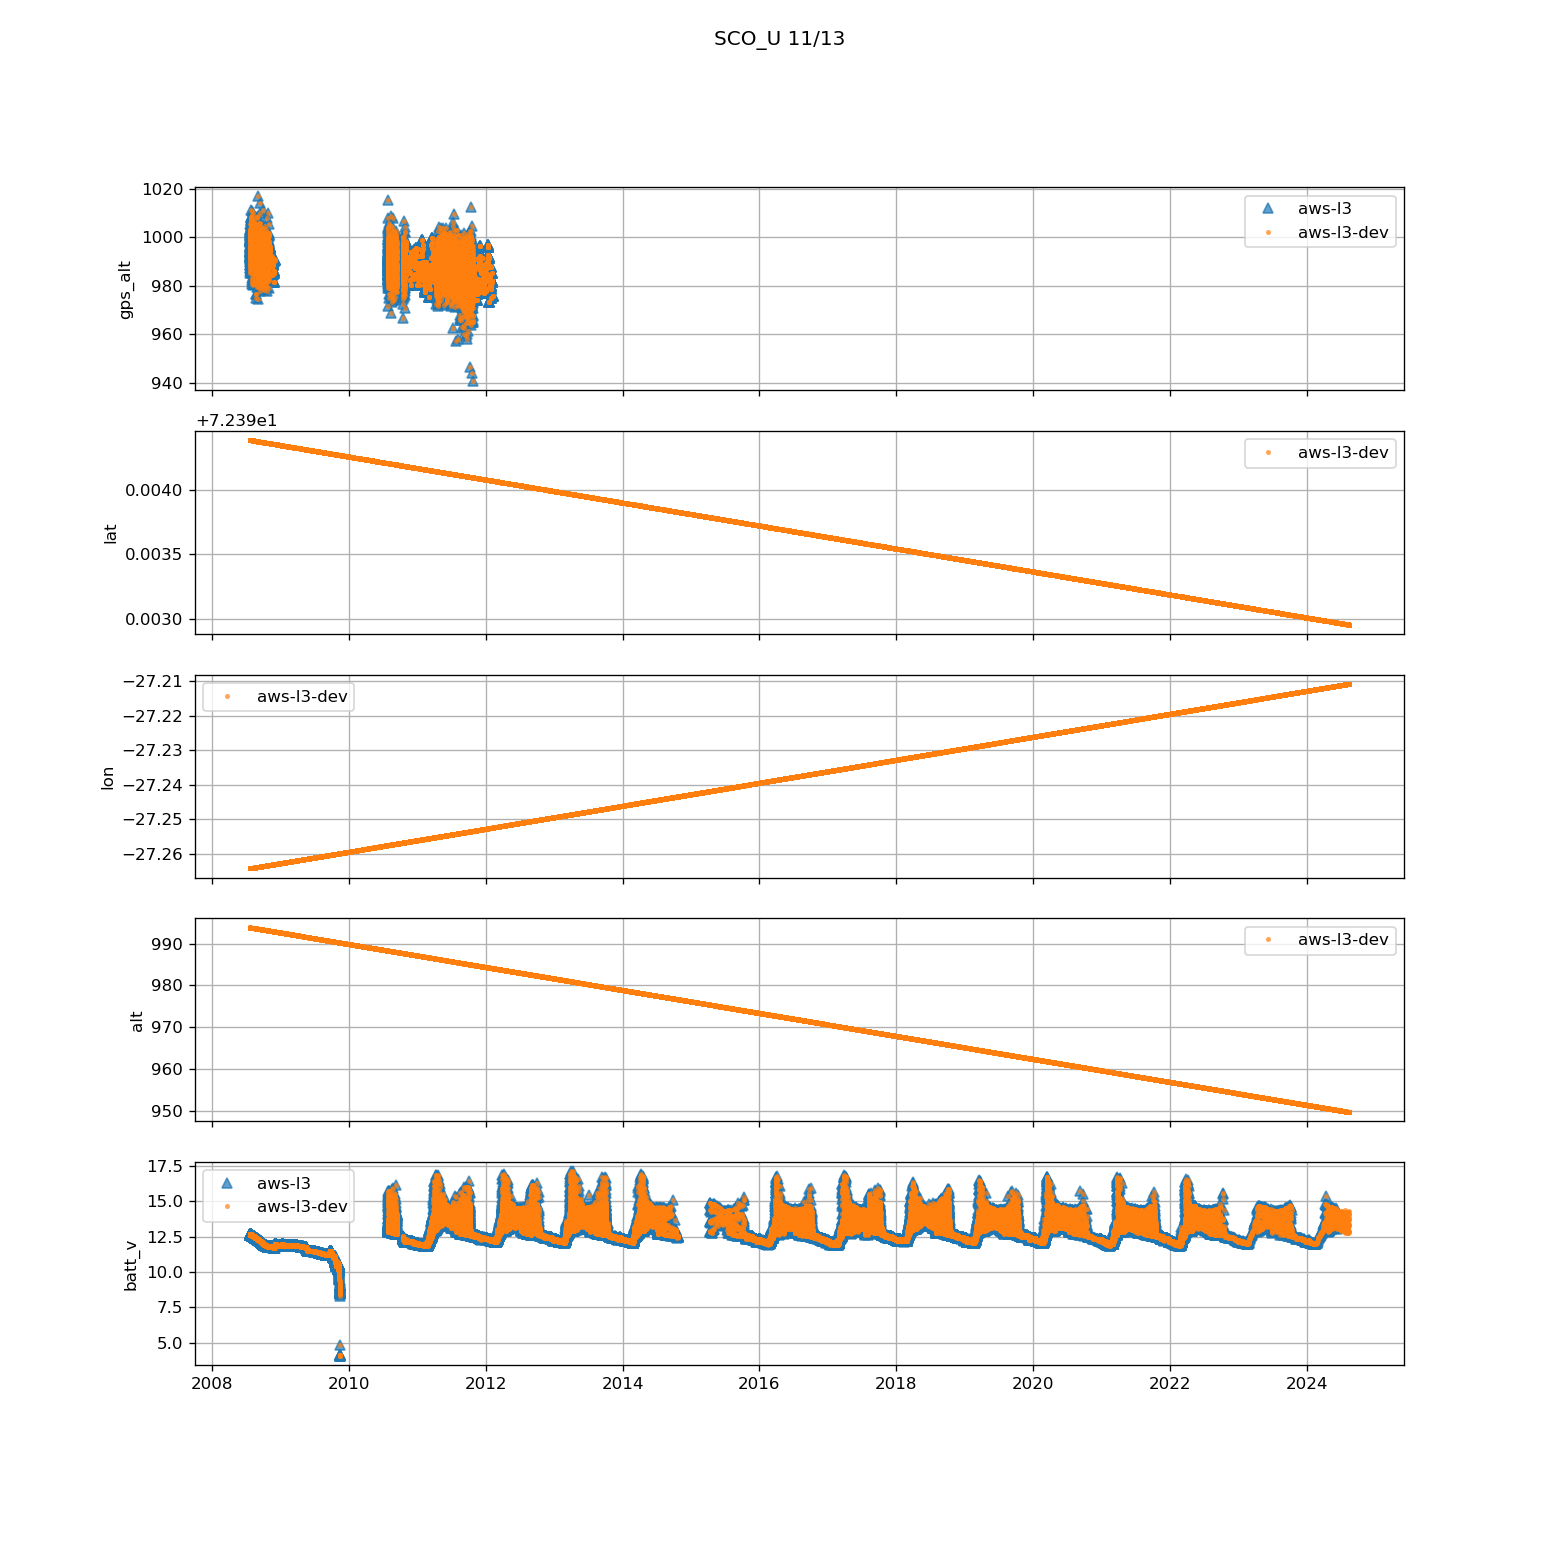 SCO_U 11/13
1020
1000
980
960
940
gps_alt
aws-l3
aws-l3-dev
+7.239e1
0.0040
0.0035
0.0030
lat
aws-l3-dev
−27.21
−27.22
−27.23
−27.24
−27.25
−27.26
lon
aws-l3-dev
990
980
970
960
950
alt
aws-l3-dev
17.5
15.0
12.5
10.0
7.5
5.0
batt_v
aws-l3
aws-l3-dev
2008 2010 2012 2014 2016 2018 2020 2022 2024